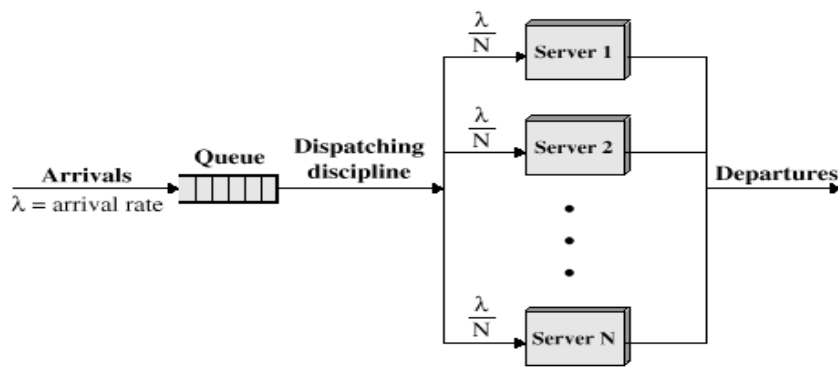 λ
N
Server 1
λ
N
Server 2
Queue
Dispatching
discipline
Arrivals
λ = arrival rate
Departures
λ
N
Server N